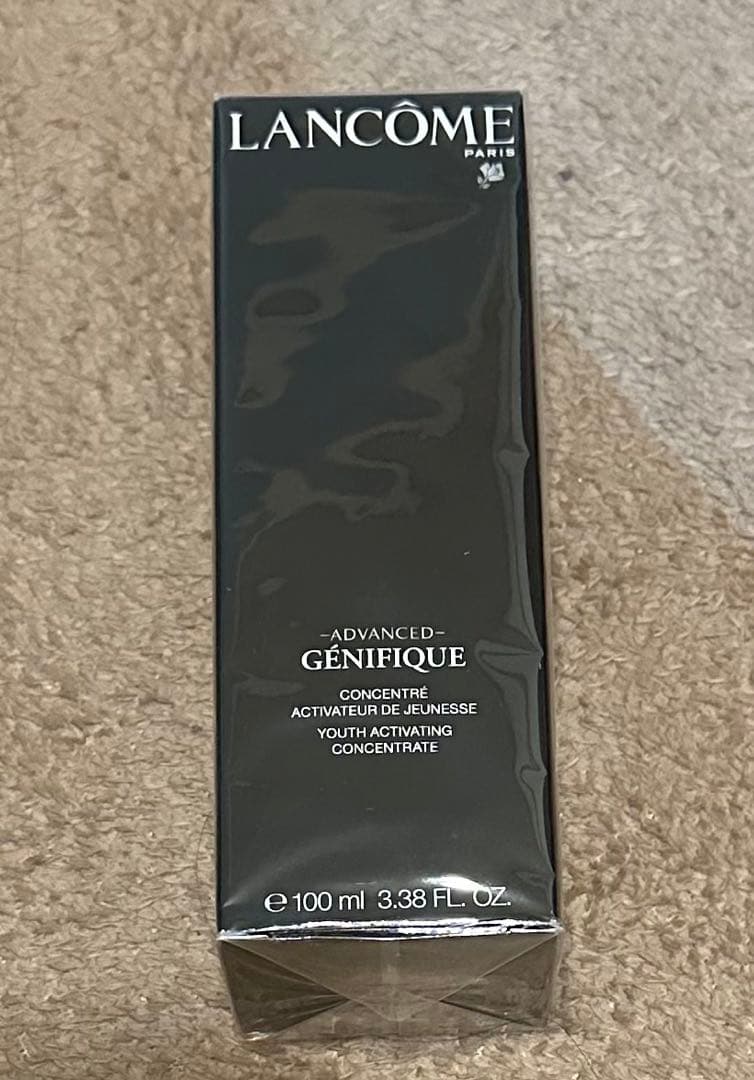 LANCÔME
PARIS
–ADVANCED–
GÉNIFIQUE
CONCENTRÉ
ACTIVATEUR DE JEUNESSE
YOUTH ACTIVATING
CONCENTRATE
℮ 100 ml 3.38 FL. OZ.